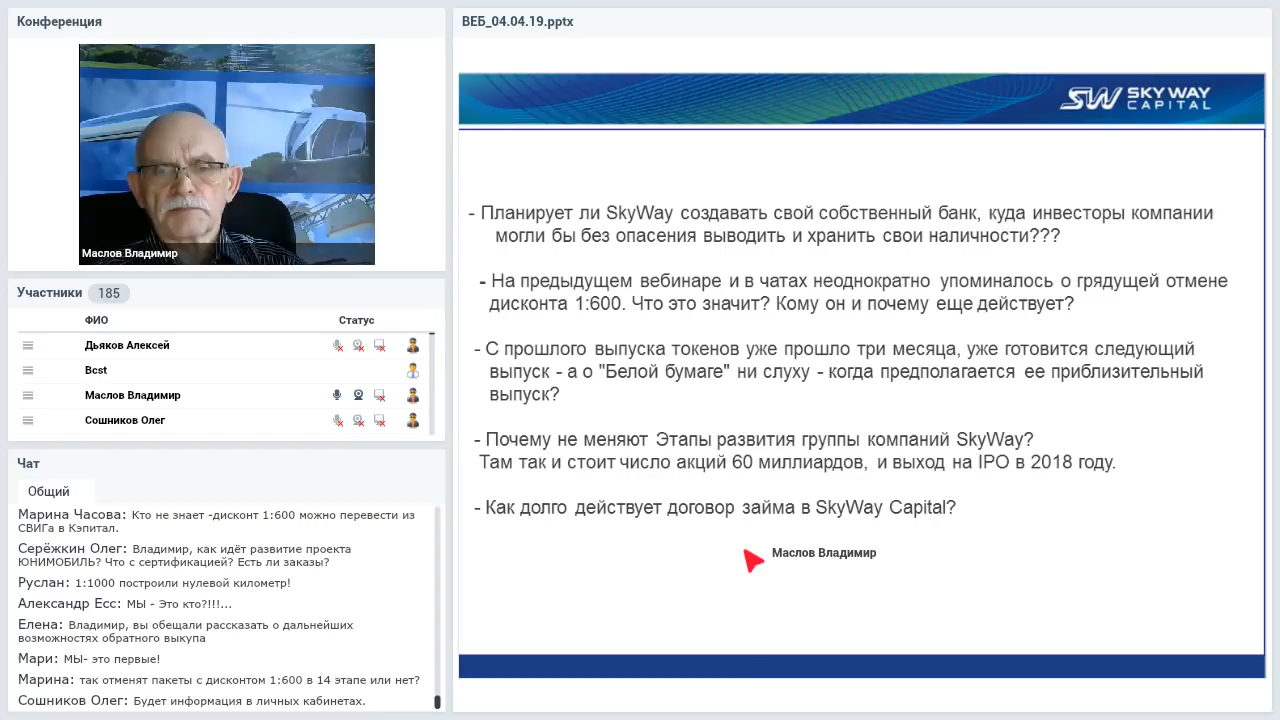 Конференция
Маслов Владимир
Участники 185
ФИО Статус
Дьяков Алексей
Bcst
Маслов Владимир
Сошников Олег
Чат
Общий
Марина Часова: Кто не знает -дисконт 1:600 можно перевести из
СВИГа в Кэпитал.
Серёжкин Олег: Владимир, как идёт развитие проекта
ЮНИМОБИЛЬ? Что с сертификацией? Есть ли заказы?
Руслан: 1:1000 построили нулевой километр!
Александр Есс: МЫ - Это кто?!!!...
Елена: Владимир, вы обещали рассказать о дальнейших
возможностях обратного выкупа
Мари: МЫ- это первые!
Марина: так отменят пакеты с дисконтом 1:600 в 14 этапе или нет?
Сошников Олег: Будет информация в личных кабинетах.
ВЕБ_04.04.19.pptx
SW SKY WAY
CAPITAL
- Планирует ли SkyWay создавать свой собственный банк, куда инвесторы компании
могли бы без опасения выводить и хранить свои наличности???
- На предыдущем вебинаре и в чатах неоднократно упоминалось о грядущей отмене
дисконта 1:600. Что это значит? Кому он и почему еще действует?
- С прошлого выпуска токенов уже прошло три месяца, уже готовится следующий
выпуск - а о "Белой бумаге" ни слуху - когда предполагается ее приблизительный
выпуск?
- Почему не меняют Этапы развития группы компаний SkyWay?
Там так и стоит число акций 60 миллиардов, и выход на IPO в 2018 году.
- Как долго действует договор займа в SkyWay Capital?
Маслов Владимир